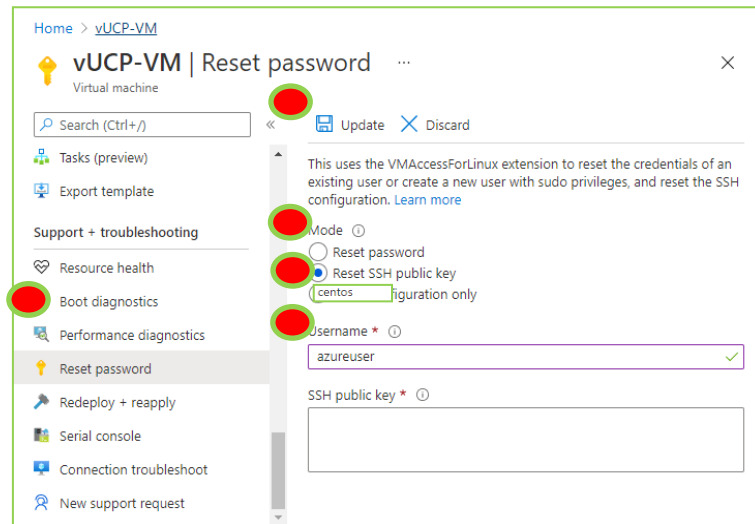 Home > vUCP-VM
vUCP-VM | Reset password ...
Virtual machine
Search (Ctrl+/)
«
Tasks (preview)
Export template
Support + troubleshooting
Resource health
Boot diagnostics
Performance diagnostics
Reset password
Redeploy + reapply
Serial console
Connection troubleshoot
New support request
Update
Discard
This uses the VMAccessForLinux extension to reset the credentials of an
existing user or create a new user with sudo privileges, and reset the SSH
configuration. Learn more
Mode
Reset password
Reset SSH public key
centos
figuration only
Username *
azureuser
SSH public key *